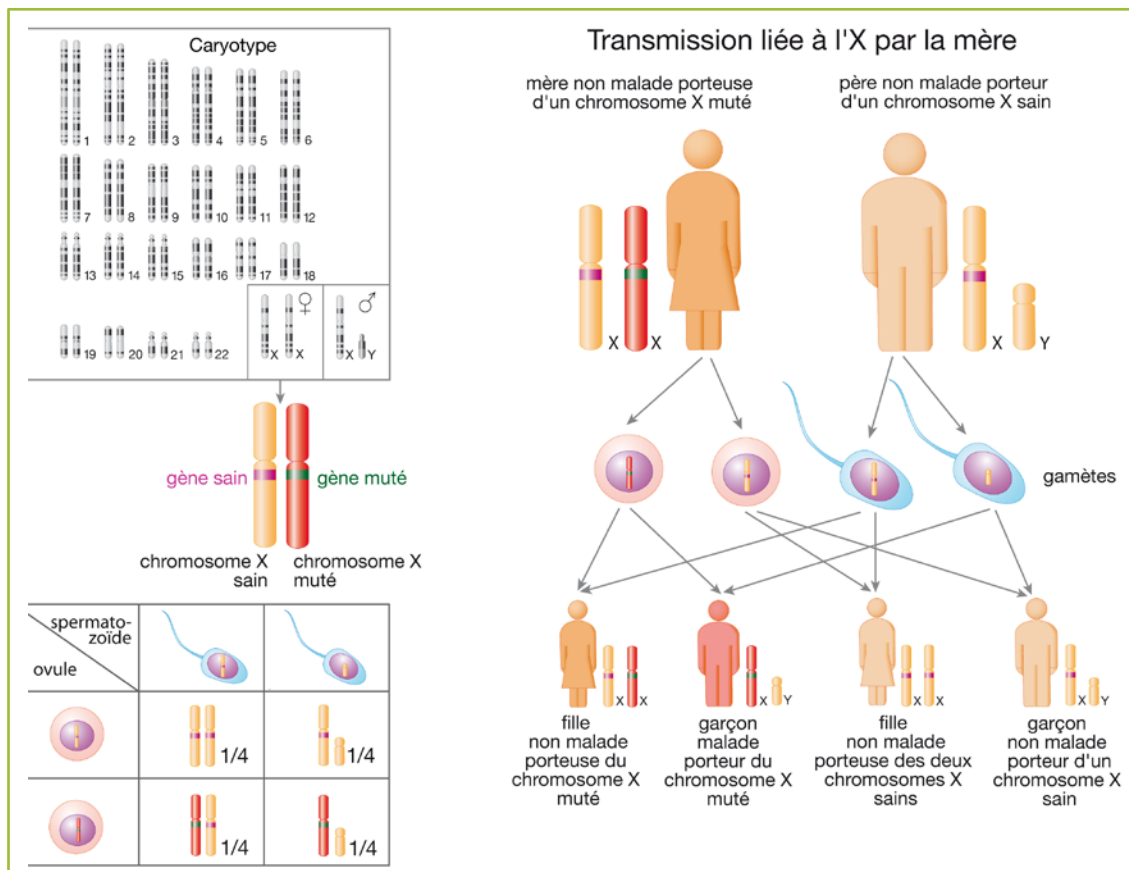 Caryotype
1 2 3 4 5 6
7 8 9 10 11 12
13 14 15 16 17 18
19 20 21 22
♀ ♂
X X X Y
gène sain
gène muté
chromosome X
sain
chromosome X
muté
spermato-
zoïde
ovule
1/4 1/4
1/4 1/4
Transmission liée à l'X par la mère
mère non malade porteuse
d'un chromosome X muté
père non malade porteur
d'un chromosome X sain
X X X Y
gamètes
X X X Y X X X Y
fille
non malade
porteuse du
chromosome X
muté
garçon
malade
porteur du
chromosome X
muté
fille
non malade
porteuse des deux
chromosomes X
sains
garçon
non malade
porteur d'un
chromosome X
sain